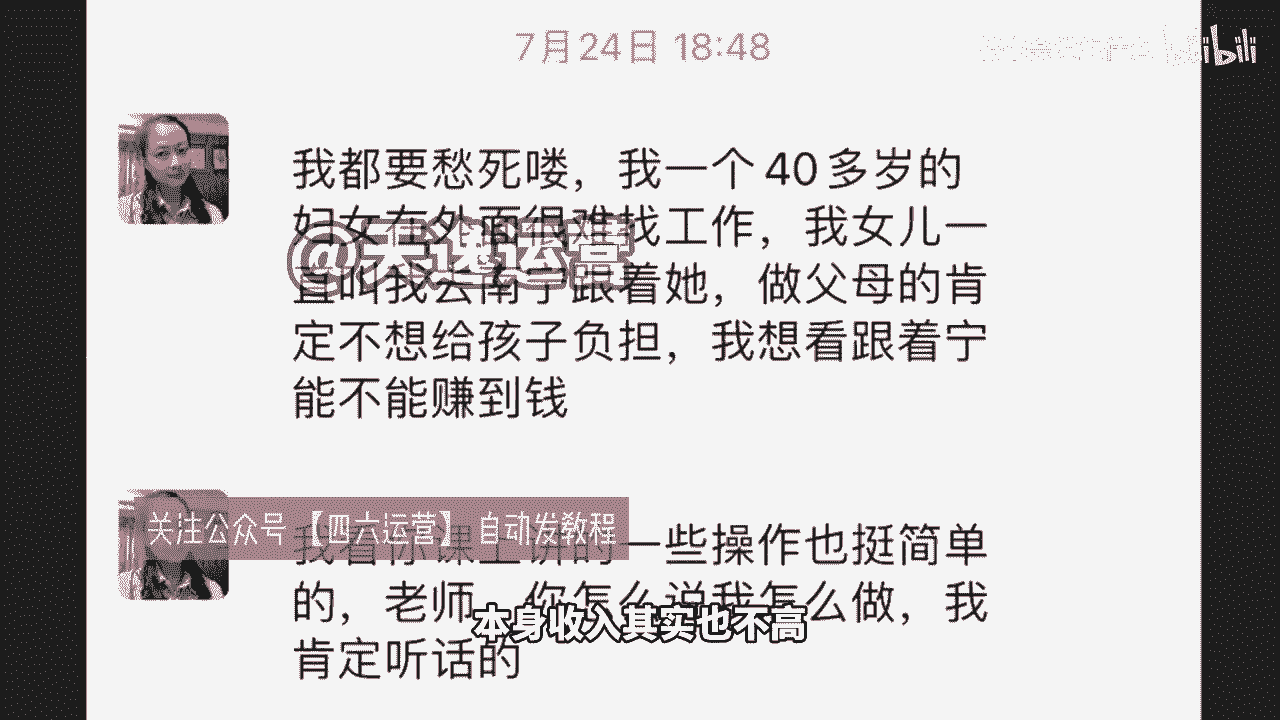 7月24日 18:48
bilibili
我都要愁死喽，我一个40多岁的
妇女在外面很难找工作，我女儿一
直叫我去南宁跟着她，做父母的肯
定不想给孩子负担，我想看跟着宁
能不能赚到钱
关注公众号【四六运营】自动发教程
我看你课上讲的一些操作也挺简单
的，老师，你怎么说我怎么做，我
肯定听话的
本身收入其实也不高